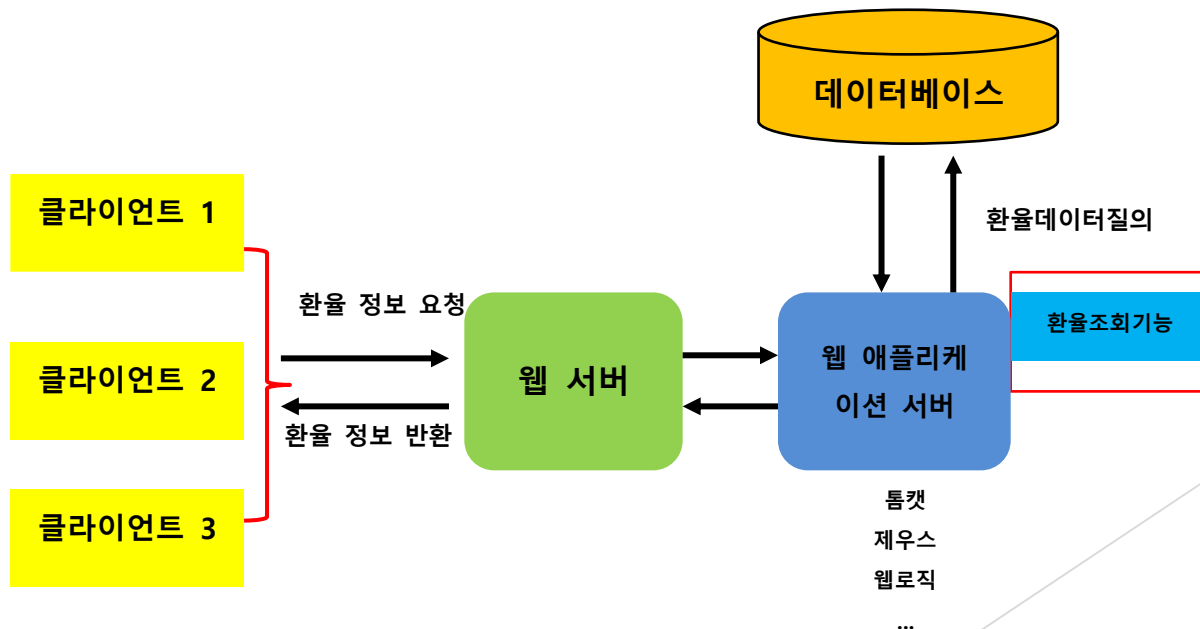 데이터베이스
클라이언트 1
환율데이터질의
환율 정보 요청
환율조회기능
클라이언트 2
웹 서버
웹 애플리케
이션 서버
환율 정보 반환
클라이언트 3
톰캣
제우스
웹로직
...